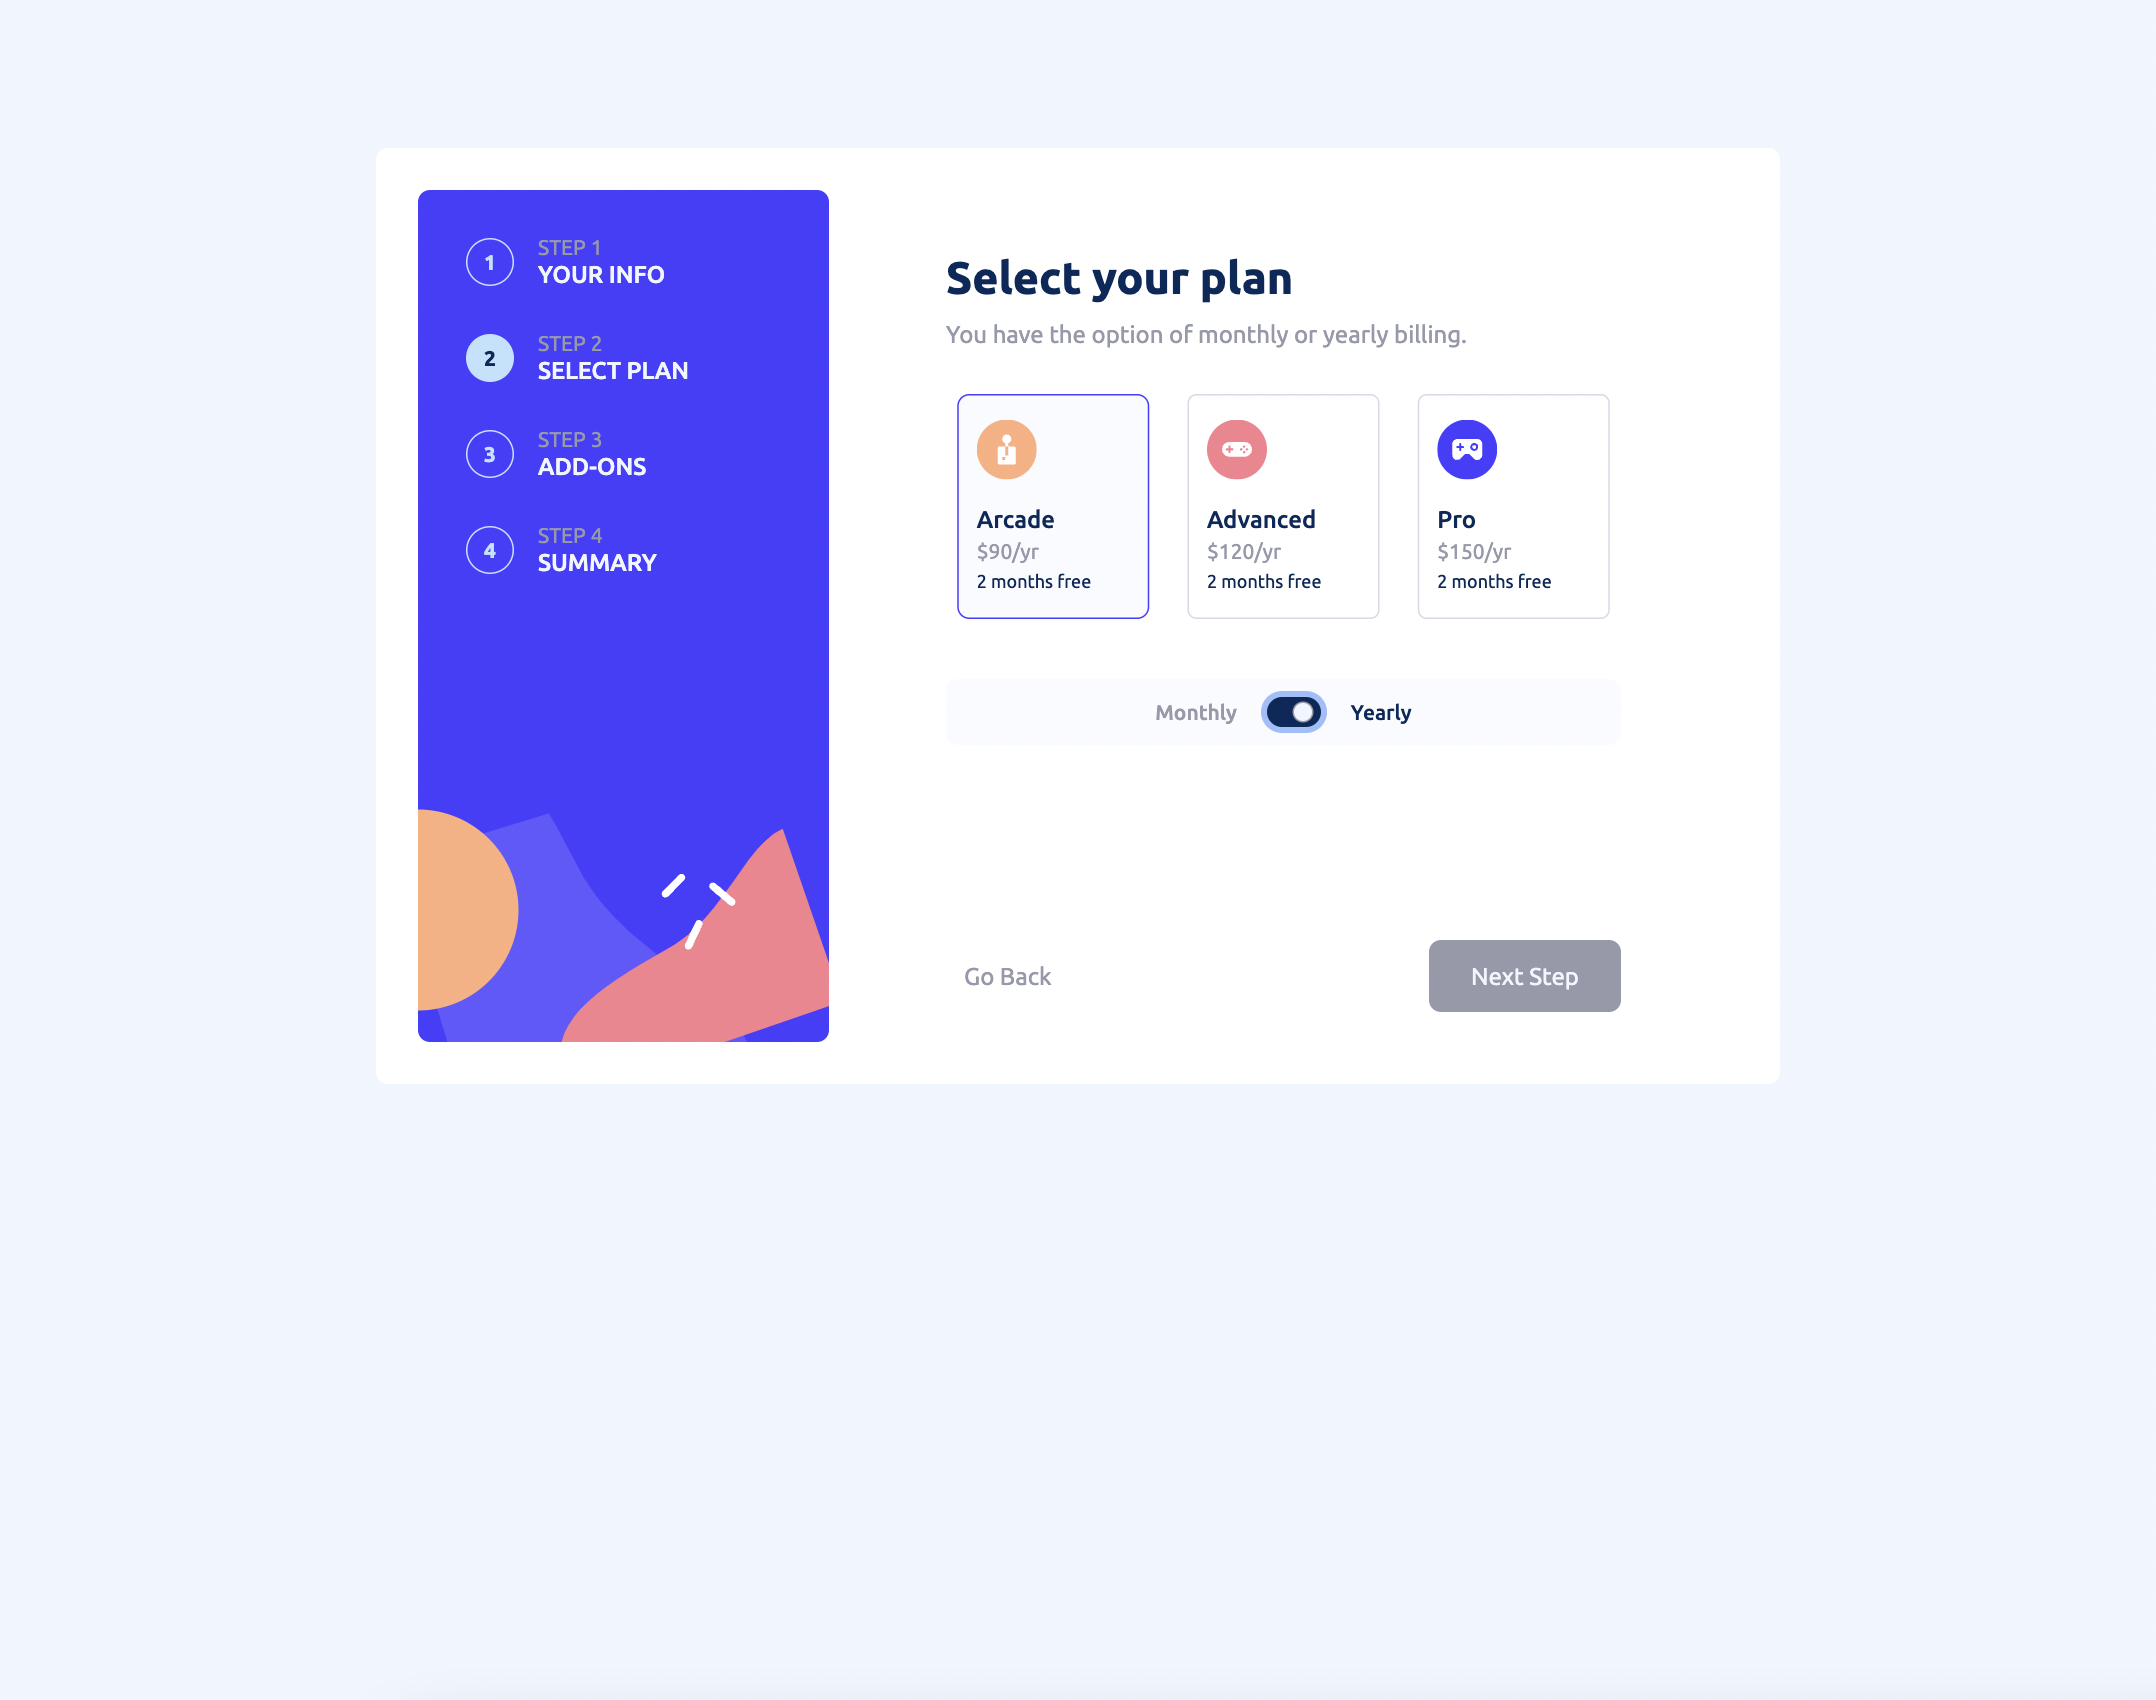 1
STEP 1
YOUR INFO
2
STEP 2
SELECT PLAN
3
STEP 3
ADD-ONS
4
STEP 4
SUMMARY
Select your plan
You have the option of monthly or yearly billing.
Arcade
$90/yr
2 months free
Advanced
$120/yr
2 months free
Pro
$150/yr
2 months free
Monthly
Yearly
Go Back
Next Step